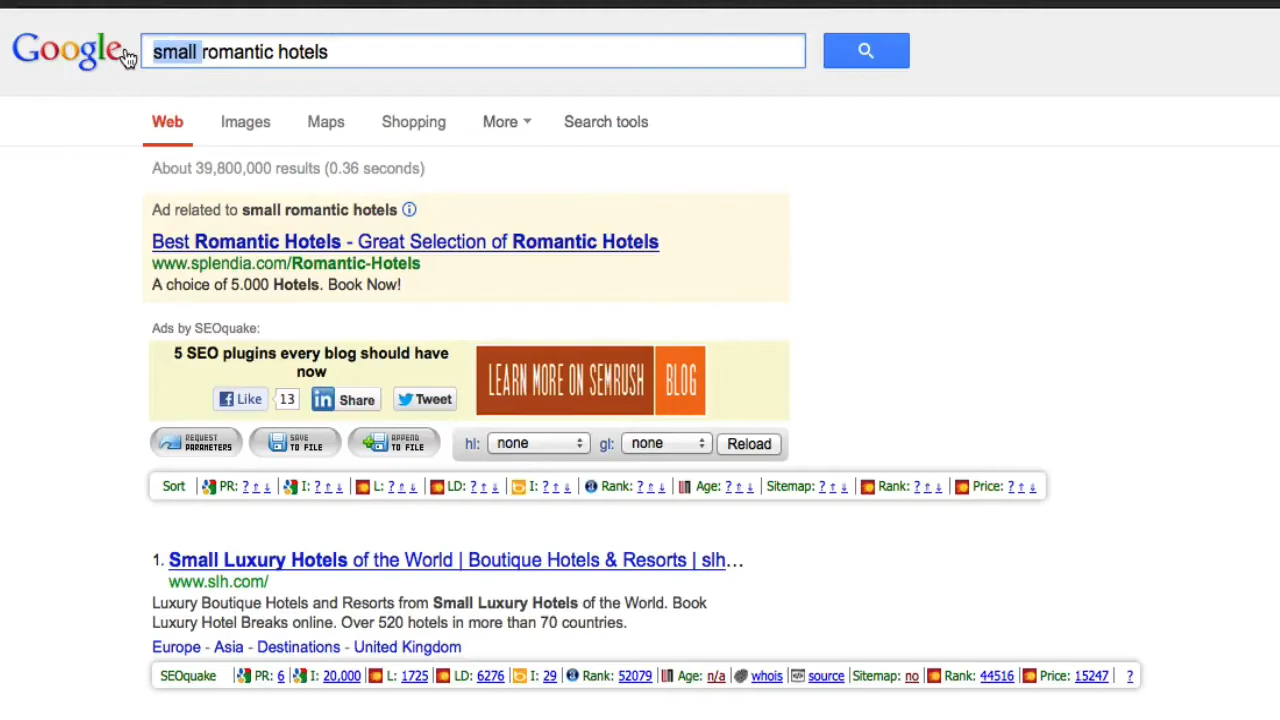 Google small romantic hotels
Web Images Maps Shopping More Search tools
About 39,800,000 results (0.36 seconds)
Ad related to small romantic hotels
Best Romantic Hotels - Great Selection of Romantic Hotels
www.splendia.com/Romantic-Hotels
A choice of 5.000 Hotels. Book Now!
Ads by SEOquake:
5 SEO plugins every blog should have
now
Like 13 in Share Tweet
LEARN MORE ON SEMRUSH BLOG
REQUEST PARAMETERS SAVE TO FILE APPEND TO FILE hl: none gl: none Reload
Sort PR: ? ↑ ↓ I: ? ↑ ↓ L: ? ↑ ↓ LD: ? ↑ ↓ I: ? ↑ ↓ Rank: ? ↑ ↓ Age: ? ↑ ↓ Sitemap: ? ↑ ↓ Rank: ? ↑ ↓ Price: ? ↑ ↓
1. Small Luxury Hotels of the World | Boutique Hotels & Resorts | slh...
www.slh.com/
Luxury Boutique Hotels and Resorts from Small Luxury Hotels of the World. Book
Luxury Hotel Breaks online. Over 520 hotels in more than 70 countries.
Europe - Asia - Destinations - United Kingdom
SEOquake PR: 6 I: 20,000 L: 1725 LD: 6276 I: 29 Rank: 52079 Age: n/a whois source Sitemap: no Rank: 44516 Price: 15247 ?